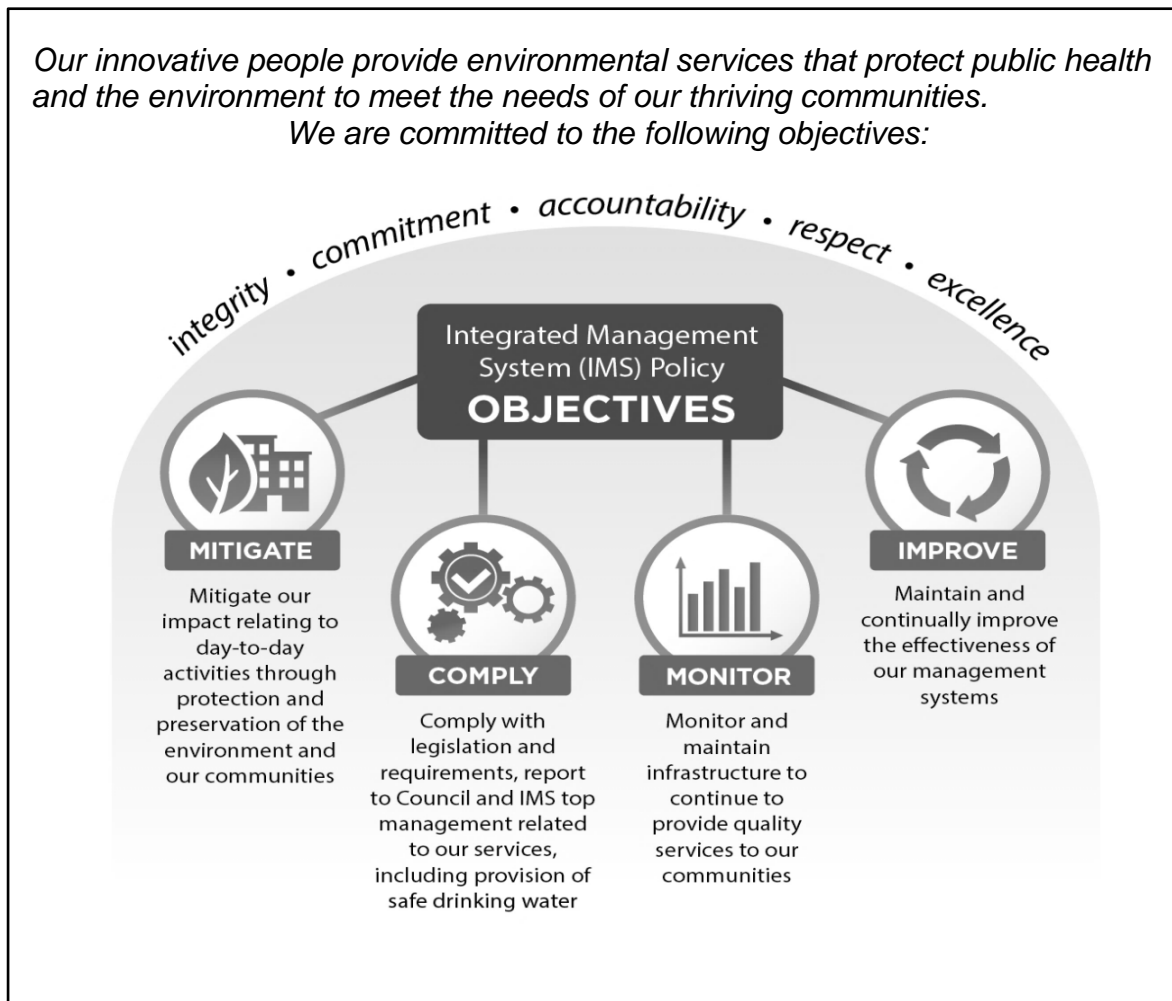 Our innovative people provide environmental services that protect public health
and the environment to meet the needs of our thriving communities.
We are committed to the following objectives:
integrity • commitment • accountability • respect • excellence
Integrated Management
System (IMS) Policy
OBJECTIVES
MITIGATE
Mitigate our
impact relating to
day-to-day
activities through
protection and
preservation of the
environment and
our communities
COMPLY
Comply with
legislation and
requirements, report
to Council and IMS top
management related
to our services,
including provision of
safe drinking water
MONITOR
Monitor and
maintain
infrastructure to
continue to
provide quality
services to our
communities
IMPROVE
Maintain and
continually improve
the effectiveness of
our management
systems